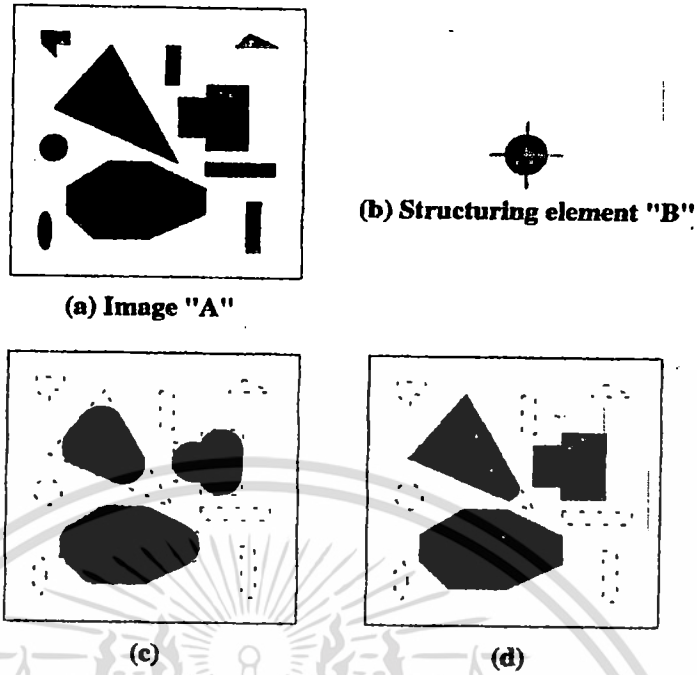 (b) Structuring element "B"
(a) Image "A"
(c)
(d)